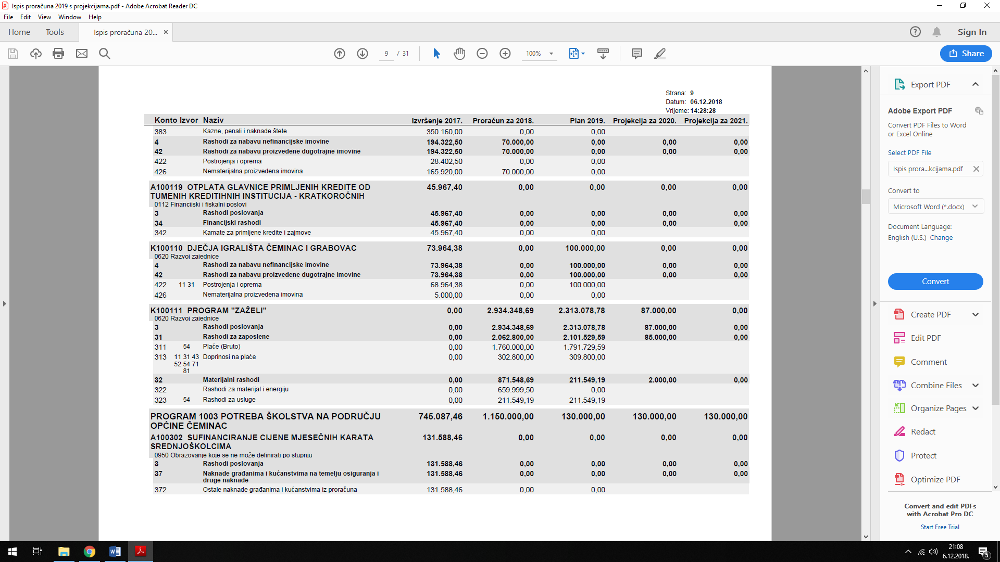 Ispis proračuna 2019 s projekcijama.pdf - Adobe Acrobat Reader DC
File Edit View Window Help
Home Tools Ispis proračuna 20... × Sign In
9 / 31 100% Share
Strana: 9
Datum: 06.12.2018
Vrijeme: 14:28:28
Konto Izvor Naziv Izvršenje 2017. Proračun za 2018. Plan 2019. Projekcija za 2020. Projekcija za 2021.
383 Kazne, penali i naknade štete 350.160,00 0,00 0,00
4 Rashodi za nabavu nefinancijske imovine 194.322,50 70.000,00 0,00 0,00 0,00
42 Rashodi za nabavu proizvedene dugotrajne imovine 194.322,50 70.000,00 0,00 0,00 0,00
422 Postrojenja i oprema 28.402,50 0,00 0,00
426 Nematerijalna proizvedena imovina 165.920,00 70.000,00 0,00
A100119 OTPLATA GLAVNICE PRIMLJENIH KREDITE OD 45.967,40 0,00 0,00 0,00 0,00
TUMENIH KREDITIHNIH INSTITUCIJA - KRATKOROČNIH
0112 Financijski i fiskalni poslovi
3 Rashodi poslovanja 45.967,40 0,00 0,00 0,00 0,00
34 Financijski rashodi 45.967,40 0,00 0,00 0,00 0,00
342 Kamate za primljene kredite i zajmove 45.967,40 0,00 0,00
K100110 DJEČJA IGRALIŠTA ČEMINAC I GRABOVAC 73.964,38 0,00 100.000,00 0,00 0,00
0620 Razvoj zajednice
4 Rashodi za nabavu nefinancijske imovine 73.964,38 0,00 100.000,00 0,00 0,00
42 Rashodi za nabavu proizvedene dugotrajne imovine 73.964,38 0,00 100.000,00 0,00 0,00
422 11 31 Postrojenja i oprema 68.964,38 0,00 100.000,00
426 Nematerijalna proizvedena imovina 5.000,00 0,00 0,00
K100111 PROGRAM "ZAŽELI" 0,00 2.934.348,69 2.313.078,78 87.000,00 0,00
0620 Razvoj zajednice
3 Rashodi poslovanja 0,00 2.934.348,69 2.313.078,78 87.000,00 0,00
31 Rashodi za zaposlene 0,00 2.062.800,00 2.101.529,59 85.000,00 0,00
311 54 Plaće (Bruto) 0,00 1.760.000,00 1.791.729,59
313 11 31 43 Doprinosi na plaće 0,00 302.800,00 309.800,00
52 54 71
81
32 Materijalni rashodi 0,00 871.548,69 211.549,19 2.000,00 0,00
322 Rashodi za materijal i energiju 0,00 659.999,50 0,00
323 54 Rashodi za usluge 0,00 211.549,19 211.549,19
PROGRAM 1003 POTREBA ŠKOLSTVA NA PODRUČJU 745.087,46 1.150.000,00 130.000,00 130.000,00 130.000,00
OPĆINE ČEMINAC
A100302 SUFINANCIRANJE CIJENE MJESEČNIH KARATA 131.588,46 0,00 0,00 0,00 0,00
SREDNJOŠKOLCIMA
0950 Obrazovanje koje se ne može definirati po stupnju
3 Rashodi poslovanja 131.588,46 0,00 0,00 0,00 0,00
37 Naknade građanima i kućanstvima na temelju osiguranja i 131.588,46 0,00 0,00 0,00 0,00
druge naknade
372 Ostale naknade građanima i kućanstvima iz proračuna 131.588,46 0,00 0,00
Export PDF
Adobe Export PDF
Convert PDF Files to Word
or Excel Online
Select PDF File
Ispis prora...kcijama.pdf
Convert to
Microsoft Word (*.docx)
Document Language:
English (U.S.) Change
Convert
Create PDF
Edit PDF
Comment
Combine Files
Organize Pages
Redact
Protect
Optimize PDF
Convert and edit PDFs
with Acrobat Pro DC
Start Free Trial
21:08
6.12.2018.
5